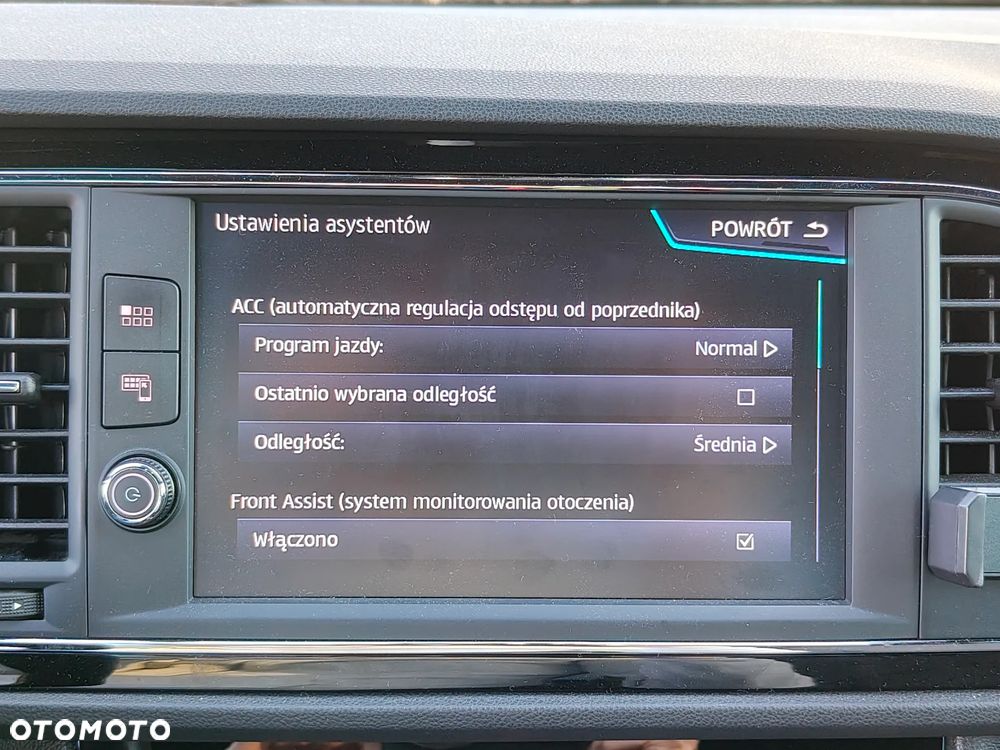 Ustawienia asystentów
POWRÓT
ACC (automatyczna regulacja odstępu od poprzednika)
Program jazdy: Normal
Ostatnio wybrana odległość
Odległość: Średnia
Front Assist (system monitorowania otoczenia)
Włączono
OTOMOTO